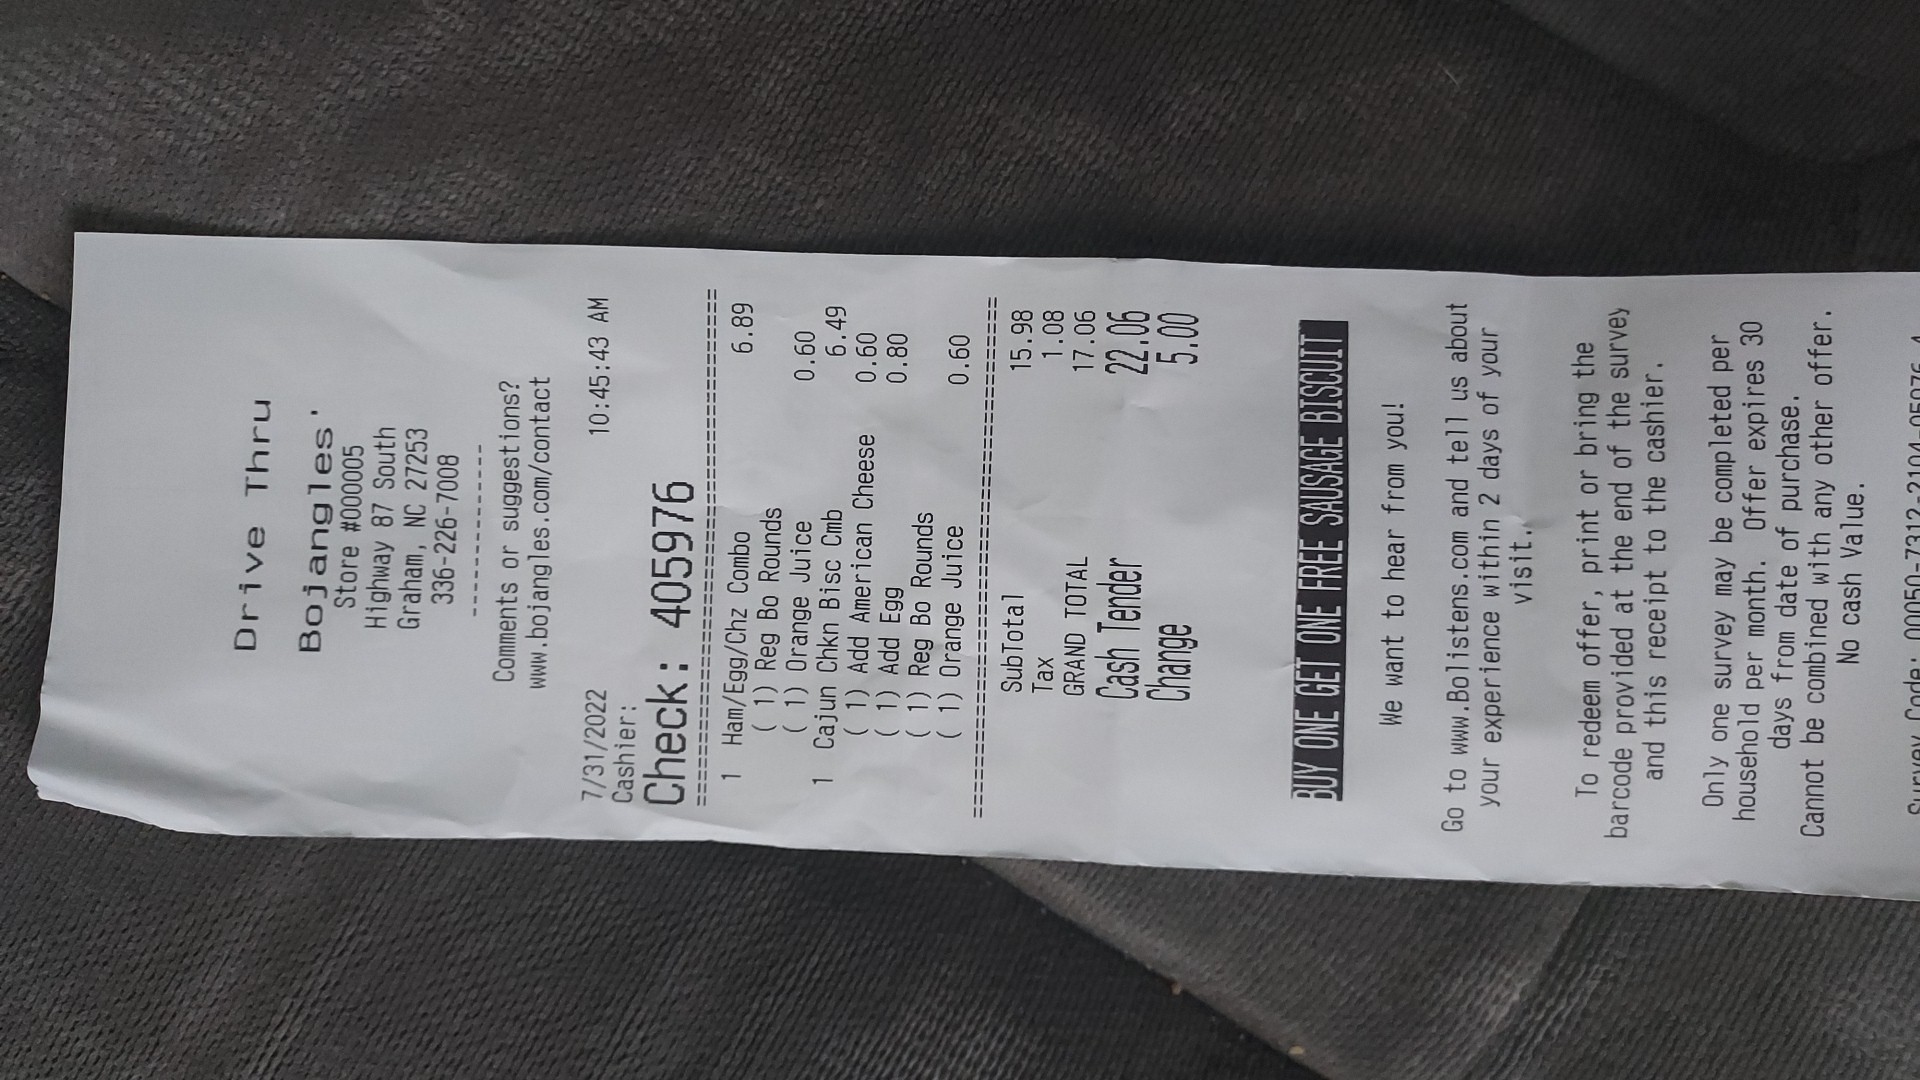 Drive Thru
Bojangles'
Store #000005
Highway 87 South
Graham, NC 27253
336-226-7008
-----------------
Comments or suggestions?
www.bojangles.com/contact
7/31/2022 10:45:43 AM
Cashier:
Check: 405976
1 Ham/Egg/Chz Combo 6.89
( 1) Reg Bo Rounds
( 1) Orange Juice 0.60
1 Cajun Chkn Bisc Cmb 6.49
( 1) Add American Cheese 0.60
( 1) Add Egg 0.80
( 1) Reg Bo Rounds
( 1) Orange Juice 0.60
SubTotal 15.98
Tax 1.08
GRAND TOTAL 17.06
Cash Tender 22.06
Change 5.00
BUY ONE GET ONE FREE SAUSAGE BISCUIT
We want to hear from you!
Go to www.Bolistens.com and tell us about
your experience within 2 days of your
visit.
To redeem offer, print or bring the
barcode provided at the end of the survey
and this receipt to the cashier.
Only one survey may be completed per
household per month. Offer expires 30
days from date of purchase.
Cannot be combined with any other offer.
No cash Value.
Survey Code: